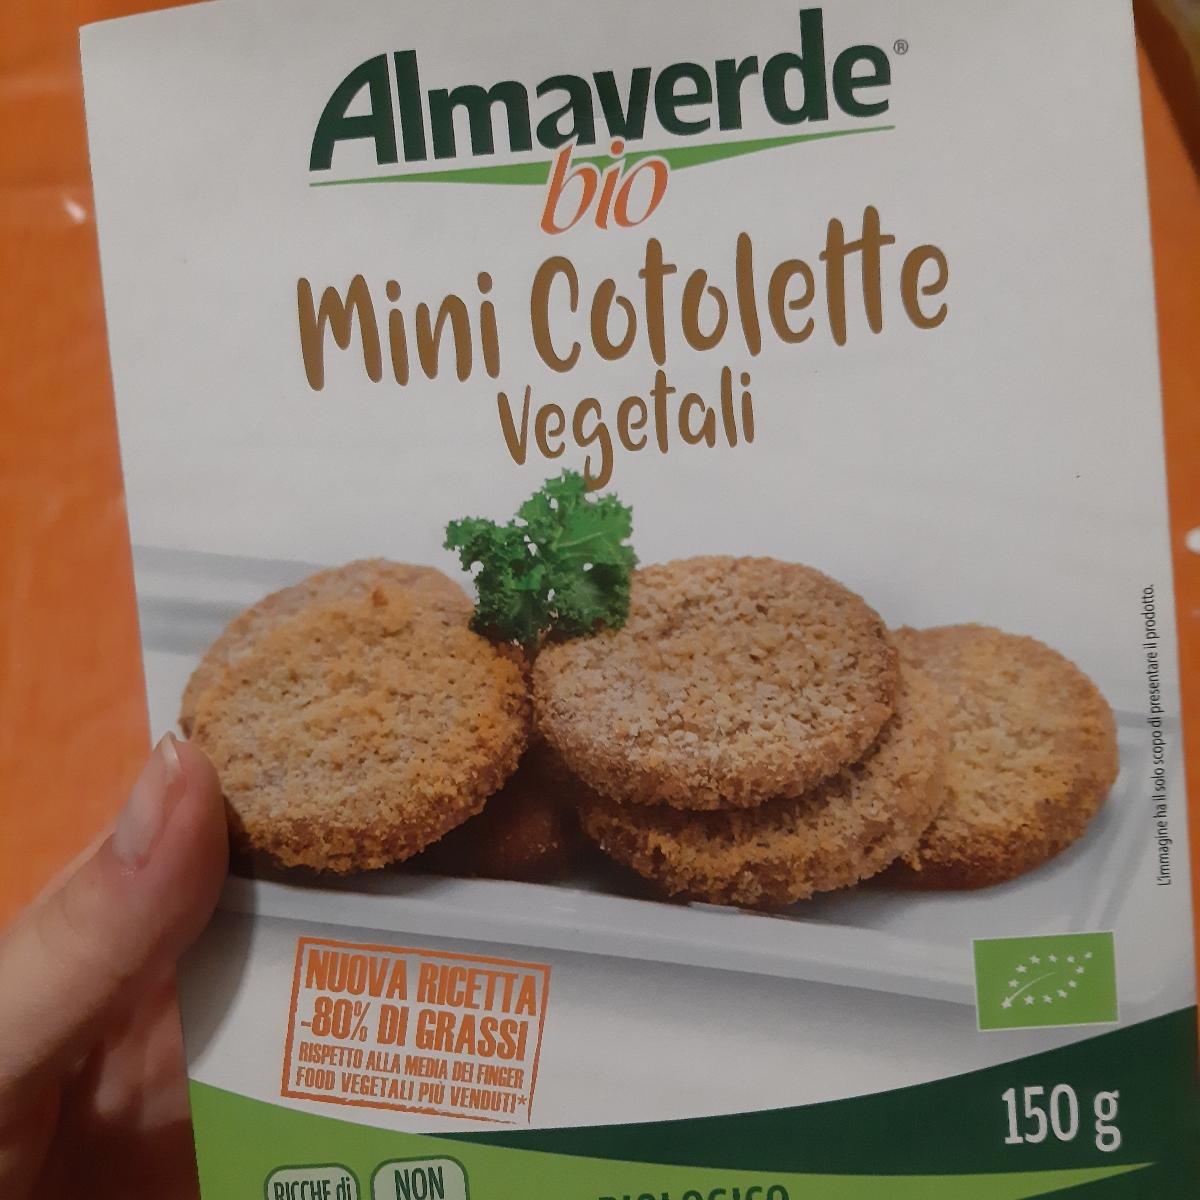 Almaverde®
bio
Mini Cotolette
Vegetali
L'immagine ha il solo scopo di presentare il prodotto.
NUOVA RICETTA
-80% DI GRASSI
RISPETTO ALLA MEDIA DEI FINGER
FOOD VEGETALI PIÙ VENDUTI*
150 g
RICCHE di
NON
BIOLOGICO